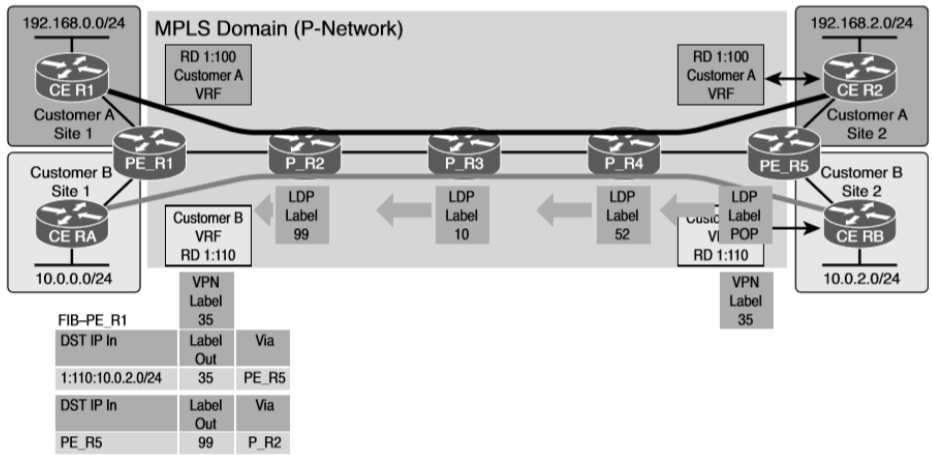 192.168.0.0/24
MPLS Domain (P-Network)
192.168.2.0/24
RD 1:100
Customer A
VRF
RD 1:100
Customer A
VRF
CE R1
CE R2
Customer A
Site 1
Customer A
Site 2
PE_R1
P_R2
P_R3
P_R4
PE_R5
Customer B
Site 1
Customer B
Site 2
CE RA
CE RB
LDP
Label
99
LDP
Label
10
LDP
Label
52
LDP
Label
POP
Customer B
VRF
RD 1:110
RD 1:110
10.0.0.0/24
10.0.2.0/24
VPN
Label
35
VPN
Label
35
FIB–PE_R1
DST IP In Label Out Via
1:110:10.0.2.0/24 35 PE_R5
DST IP In Label Out Via
PE_R5 99 P_R2